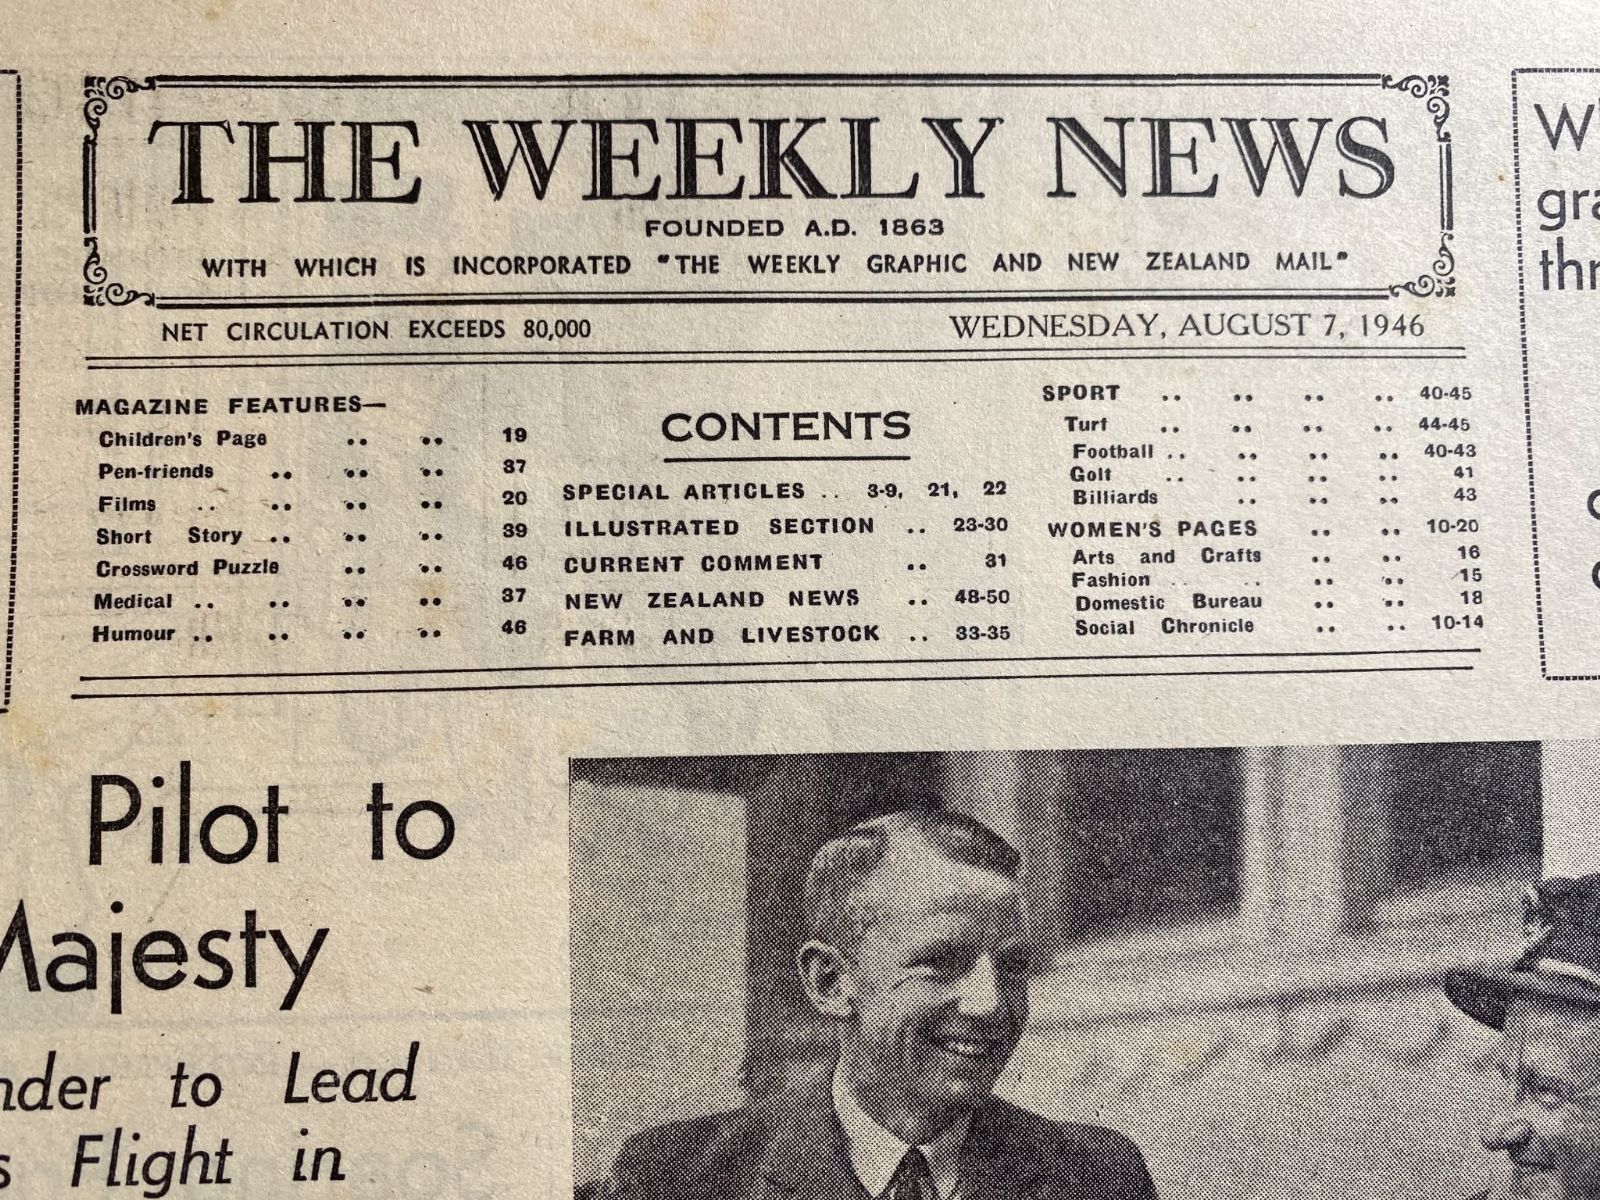 THE WEEKLY NEWS
FOUNDED A.D. 1863
WITH WHICH IS INCORPORATED "THE WEEKLY GRAPHIC AND NEW ZEALAND MAIL"
NET CIRCULATION EXCEEDS 80,000
WEDNESDAY, AUGUST 7, 1946
MAGAZINE FEATURES—
Children's Page .. .. 19
Pen-friends .. .. .. 37
Films .. .. .. .. 20
Short Story .. .. .. 39
Crossword Puzzle .. .. 46
Medical .. .. .. .. 37
Humour .. .. .. .. 46
CONTENTS
SPECIAL ARTICLES .. 3-9, 21, 22
ILLUSTRATED SECTION .. 23-30
CURRENT COMMENT .. 31
NEW ZEALAND NEWS .. 48-50
FARM AND LIVESTOCK .. 33-35
SPORT .. .. .. .. 40-45
Turf .. .. .. .. 44-45
Football .. .. .. .. 40-43
Golf .. .. .. .. 41
Billiards .. .. .. 43
WOMEN'S PAGES .. .. 10-20
Arts and Crafts .. .. 16
Fashion .. .. .. .. 15
Domestic Bureau .. .. 18
Social Chronicle .. .. 10-14
Pilot to
Majesty
to Lead
Flight in